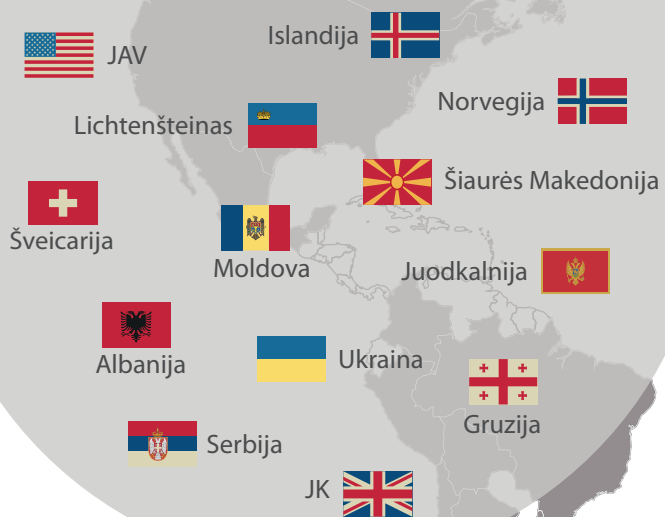 JAV
Islandija
Norvegija
Lichtenšteinas
Šiaurės Makedonija
Šveicarija
Moldova
Juodkalnija
Albanija
Ukraina
Gruzija
Serbija
JK